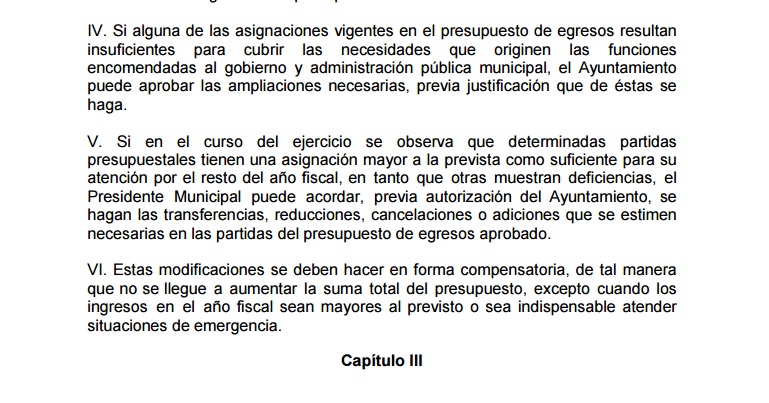 IV. Si alguna de las asignaciones vigentes en el presupuesto de egresos resultan
insuficientes para cubrir las necesidades que originen las funciones
encomendadas al gobierno y administración pública municipal, el Ayuntamiento
puede aprobar las ampliaciones necesarias, previa justificación que de éstas se
haga.
V. Si en el curso del ejercicio se observa que determinadas partidas
presupuestales tienen una asignación mayor a la prevista como suficiente para su
atención por el resto del año fiscal, en tanto que otras muestran deficiencias, el
Presidente Municipal puede acordar, previa autorización del Ayuntamiento, se
hagan las transferencias, reducciones, cancelaciones o adiciones que se estimen
necesarias en las partidas del presupuesto de egresos aprobado.
VI. Estas modificaciones se deben hacer en forma compensatoria, de tal manera
que no se llegue a aumentar la suma total del presupuesto, excepto cuando los
ingresos en el año fiscal sean mayores al previsto o sea indispensable atender
situaciones de emergencia.
Capítulo III